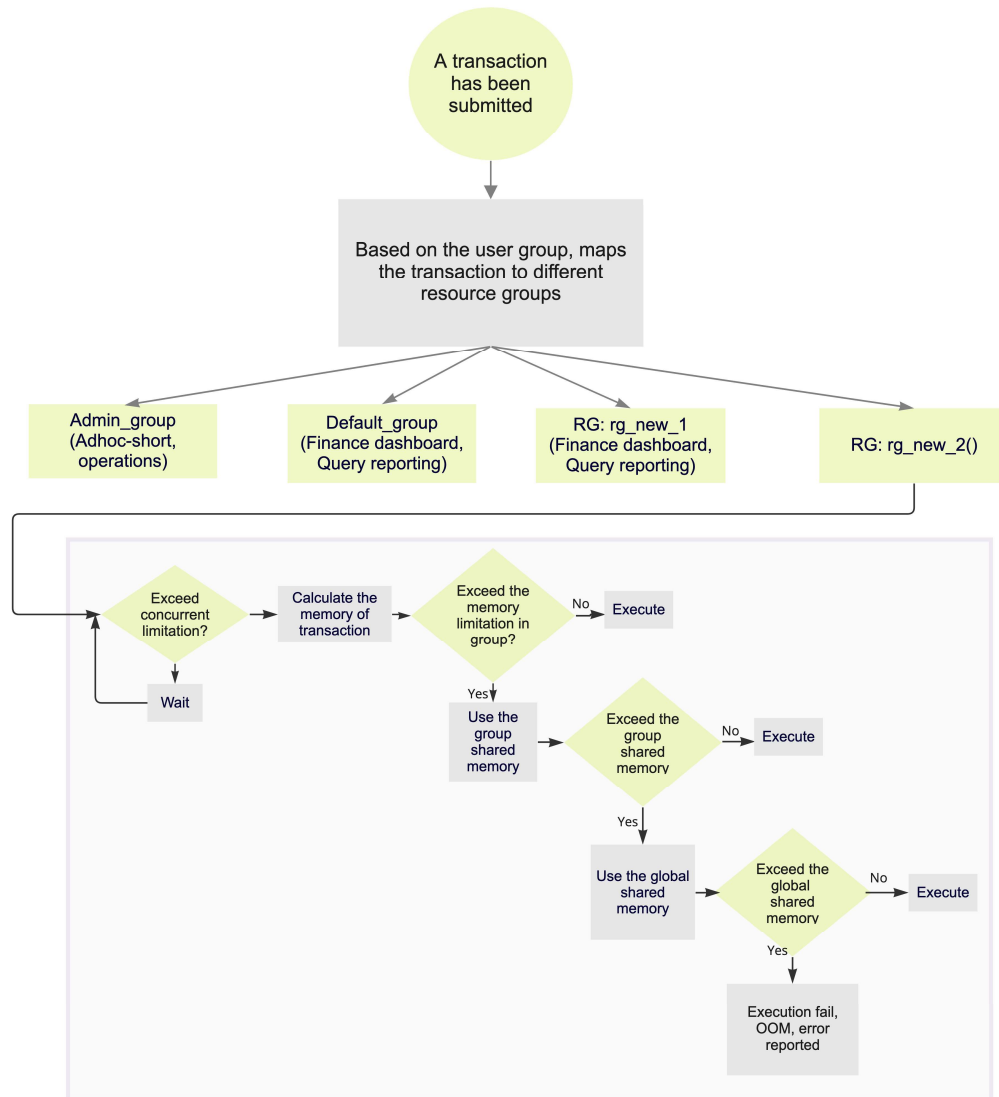 A transaction
has been
submitted
Based on the user group, maps
the transaction to different
resource groups
Admin_group
(Adhoc-short,
operations)
Default_group
(Finance dashboard,
Query reporting)
RG: rg_new_1
(Finance dashboard,
Query reporting)
RG: rg_new_2()
Exceed
concurrent
limitation?
Wait
Calculate the
memory of
transaction
Exceed the
memory
limitation in
group?
No
Execute
Yes
Use the
group
shared
memory
Exceed the
group
shared
memory
No
Execute
Yes
Use the global
shared
memory
Exceed the
global
shared
memory
No
Execute
Yes
Execution fail,
OOM, error
reported